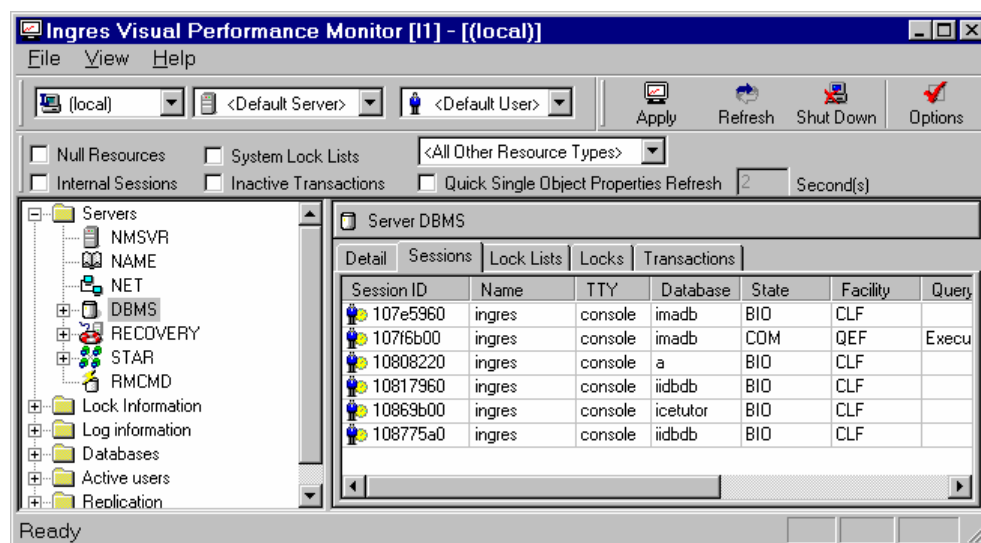 Ingres Visual Performance Monitor [I1] - [(local)]
File View Help
(local) <Default Server> <Default User> Apply Refresh Shut Down Options
Null Resources System Lock Lists <All Other Resource Types>
Internal Sessions Inactive Transactions Quick Single Object Properties Refresh 2 Second(s)
Servers
NMSVR
NAME
NET
DBMS
RECOVERY
STAR
RMCMD
Lock Information
Log information
Databases
Active users
Replication
Server DBMS
Detail Sessions Lock Lists Locks Transactions
Session ID Name TTY Database State Facility Query
107e5960 ingres console imadb BIO CLF
107f6b00 ingres console imadb COM QEF Execu
10808220 ingres console a BIO CLF
10817960 ingres console iidbdb BIO CLF
10869b00 ingres console icetutor BIO CLF
108775a0 ingres console iidbdb BIO CLF
Ready